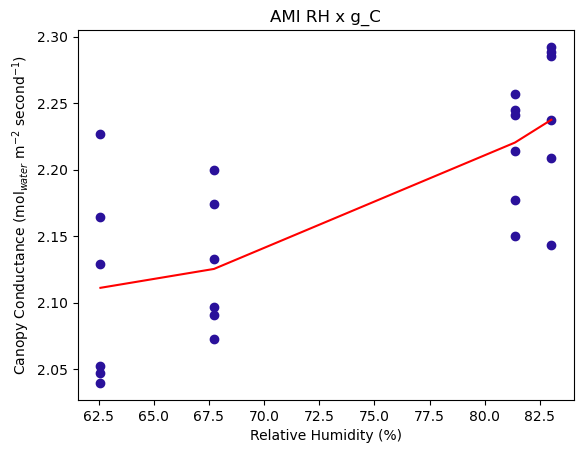 AMI RH x g_C
Canopy Conductance (mol_water m⁻² second⁻¹)
2.30
2.25
2.20
2.15
2.10
2.05
62.5 65.0 67.5 70.0 72.5 75.0 77.5 80.0 82.5
Relative Humidity (%)